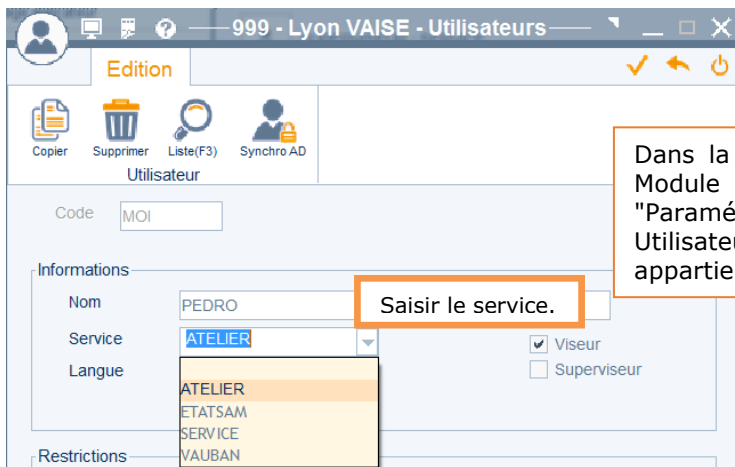 999 - Lyon VAISE - Utilisateurs
Edition
Copier
Supprimer
Liste(F3)
Synchro AD
Utilisateur
Dans la
Module
"Paramé
Utilisateu
appartie
Code
MOI
Informations
Nom
PEDRO
Saisir le service.
Service
ATELIER
Viseur
Langue
Superviseur
ATELIER
ETATSAM
SERVICE
VAUBAN
Restrictions